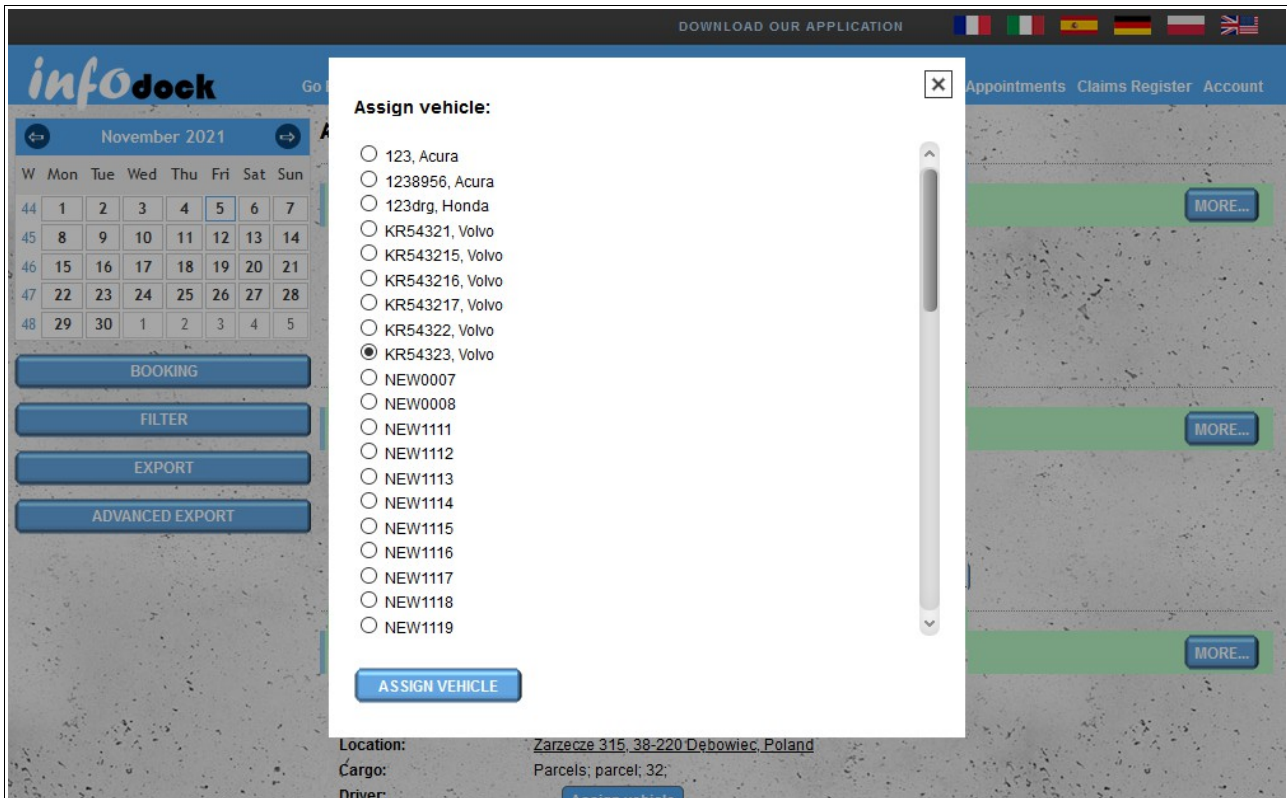 DOWNLOAD OUR APPLICATION
infodock
Go
Appointments Claims Register Account
November 2021
W Mon Tue Wed Thu Fri Sat Sun
44 1 2 3 4 5 6 7
45 8 9 10 11 12 13 14
46 15 16 17 18 19 20 21
47 22 23 24 25 26 27 28
48 29 30 1 2 3 4 5
BOOKING
FILTER
EXPORT
ADVANCED EXPORT
Assign vehicle:
123, Acura
1238956, Acura
123drg, Honda
KR54321, Volvo
KR543215, Volvo
KR543216, Volvo
KR543217, Volvo
KR54322, Volvo
KR54323, Volvo
NEW0007
NEW0008
NEW1111
NEW1112
NEW1113
NEW1114
NEW1115
NEW1116
NEW1117
NEW1118
NEW1119
ASSIGN VEHICLE
MORE...
MORE...
MORE...
Location: Zarzecze 315, 38-220 Dębowiec, Poland
Cargo: Parcels; parcel; 32;
Driver: Assign vehicle